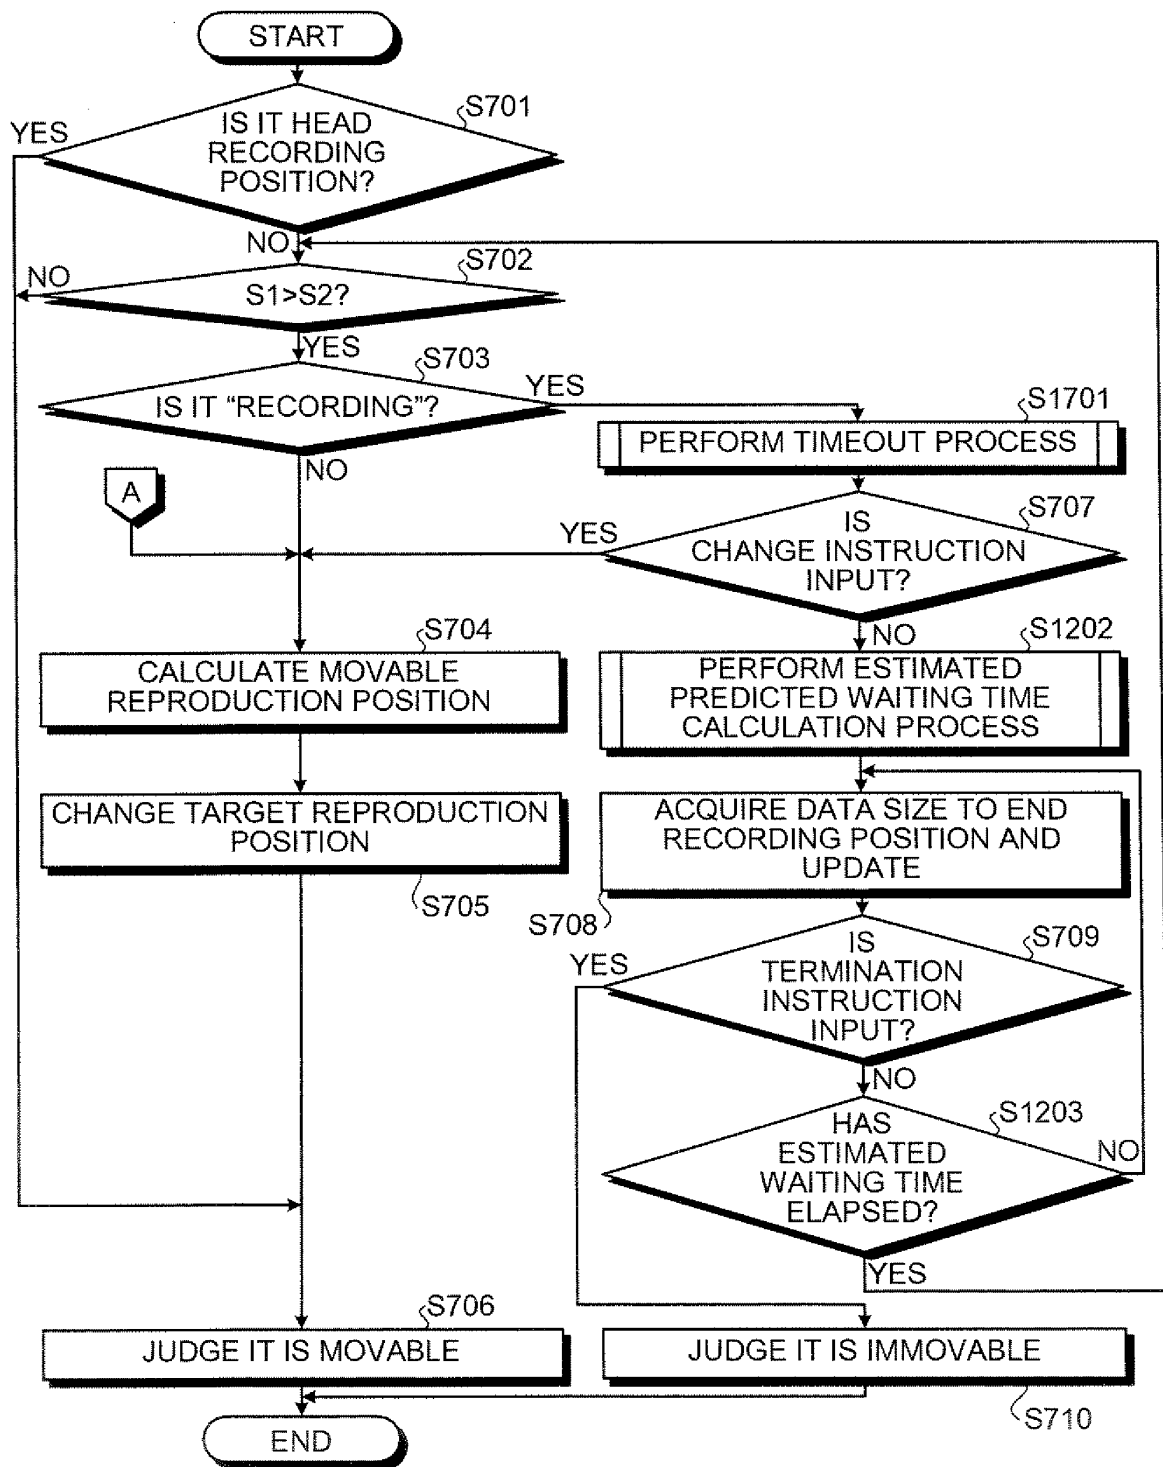 START
S701
YES
IS IT HEAD
RECORDING
POSITION?
NO
S702
NO
S1>S2?
YES
S703
YES
IS IT "RECORDING"?
NO
S1701
PERFORM TIMEOUT PROCESS
A
S707
YES
IS
CHANGE INSTRUCTION
INPUT?
NO
S704
CALCULATE MOVABLE
REPRODUCTION POSITION
S1202
PERFORM ESTIMATED
PREDICTED WAITING TIME
CALCULATION PROCESS
CHANGE TARGET REPRODUCTION
POSITION
S705
ACQUIRE DATA SIZE TO END
RECORDING POSITION AND
UPDATE
S708
S709
YES
IS
TERMINATION
INSTRUCTION
INPUT?
NO
S1203
HAS
ESTIMATED
WAITING TIME
ELAPSED?
NO
YES
S706
JUDGE IT IS MOVABLE
JUDGE IT IS IMMOVABLE
S710
END